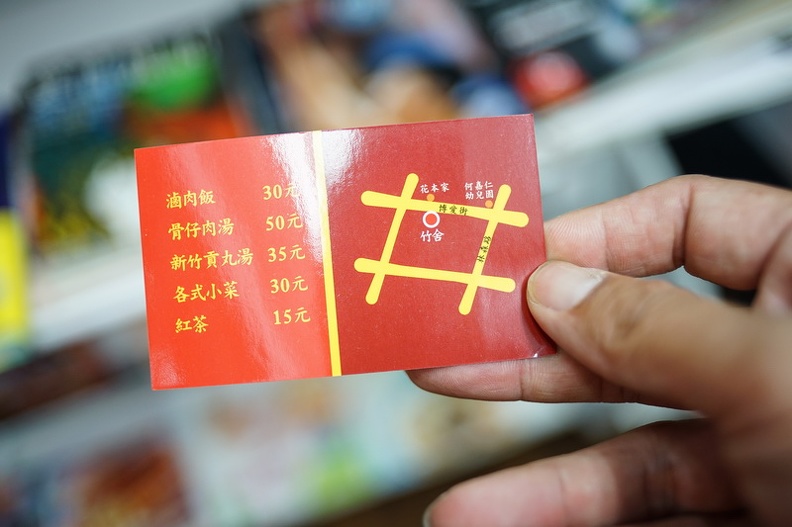 滷肉飯 30元
骨仔肉湯 50元
新竹貢丸湯 35元
各式小菜 30元
紅茶 15元
花本家
何嘉仁
幼兒園
博愛街
竹舍
林森路